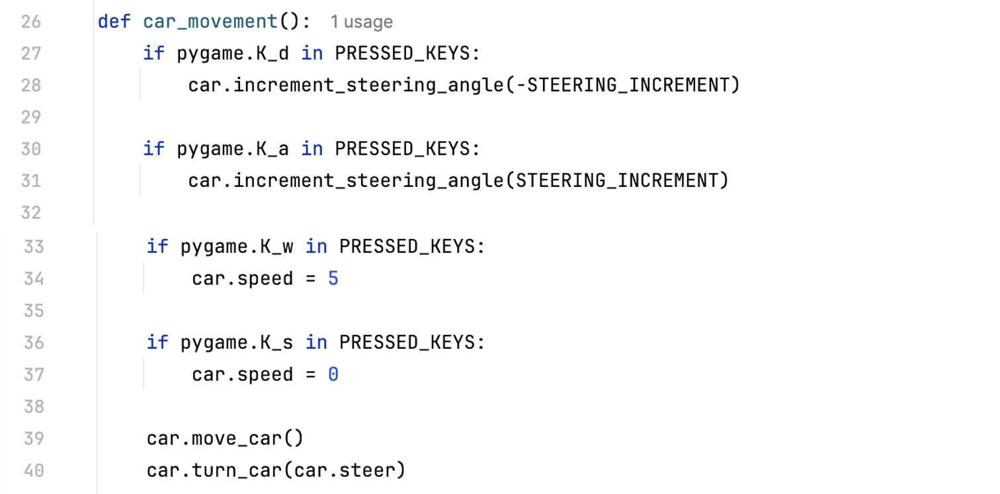 26 def car_movement(): 1 usage
27 if pygame.K_d in PRESSED_KEYS:
28 car.increment_steering_angle(-STEERING_INCREMENT)
29
30 if pygame.K_a in PRESSED_KEYS:
31 car.increment_steering_angle(STEERING_INCREMENT)
32
33 if pygame.K_w in PRESSED_KEYS:
34 car.speed = 5
35
36 if pygame.K_s in PRESSED_KEYS:
37 car.speed = 0
38
39 car.move_car()
40 car.turn_car(car.steer)